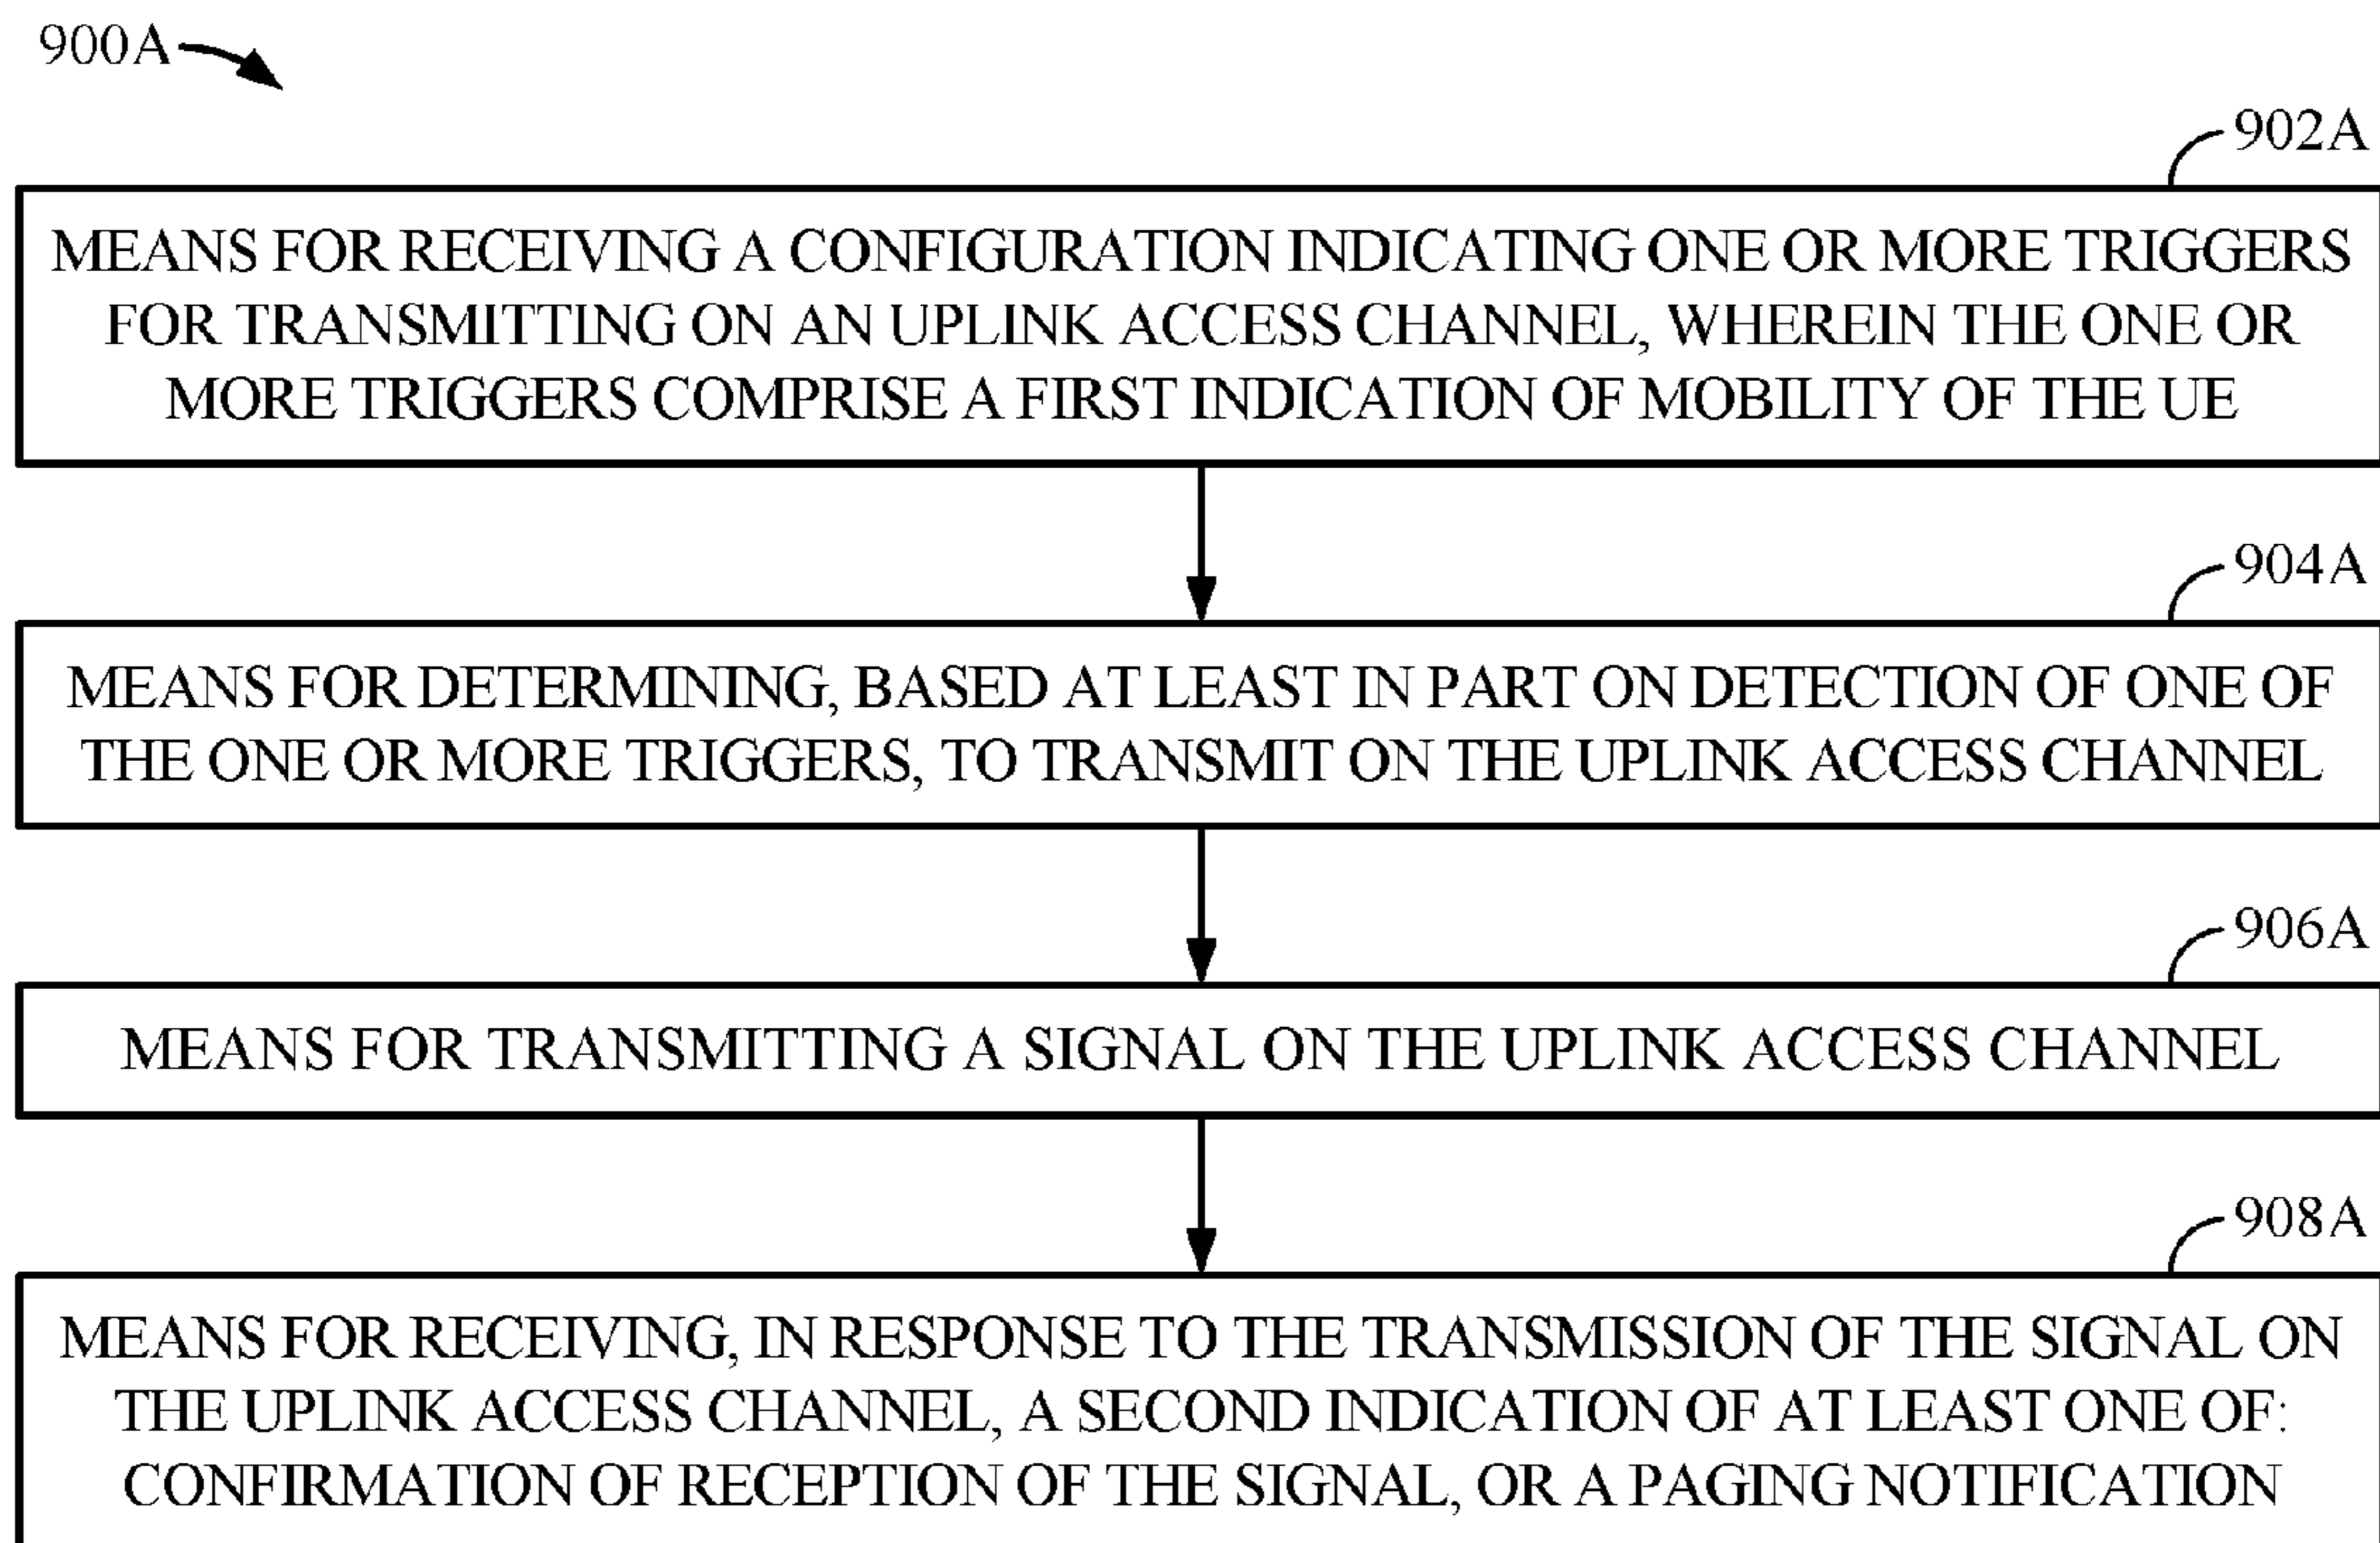 900A
902A
MEANS FOR RECEIVING A CONFIGURATION INDICATING ONE OR MORE TRIGGERS
FOR TRANSMITTING ON AN UPLINK ACCESS CHANNEL, WHEREIN THE ONE OR
MORE TRIGGERS COMPRISE A FIRST INDICATION OF MOBILITY OF THE UE
904A
MEANS FOR DETERMINING, BASED AT LEAST IN PART ON DETECTION OF ONE OF
THE ONE OR MORE TRIGGERS, TO TRANSMIT ON THE UPLINK ACCESS CHANNEL
906A
MEANS FOR TRANSMITTING A SIGNAL ON THE UPLINK ACCESS CHANNEL
908A
MEANS FOR RECEIVING, IN RESPONSE TO THE TRANSMISSION OF THE SIGNAL ON
THE UPLINK ACCESS CHANNEL, A SECOND INDICATION OF AT LEAST ONE OF:
CONFIRMATION OF RECEPTION OF THE SIGNAL, OR A PAGING NOTIFICATION